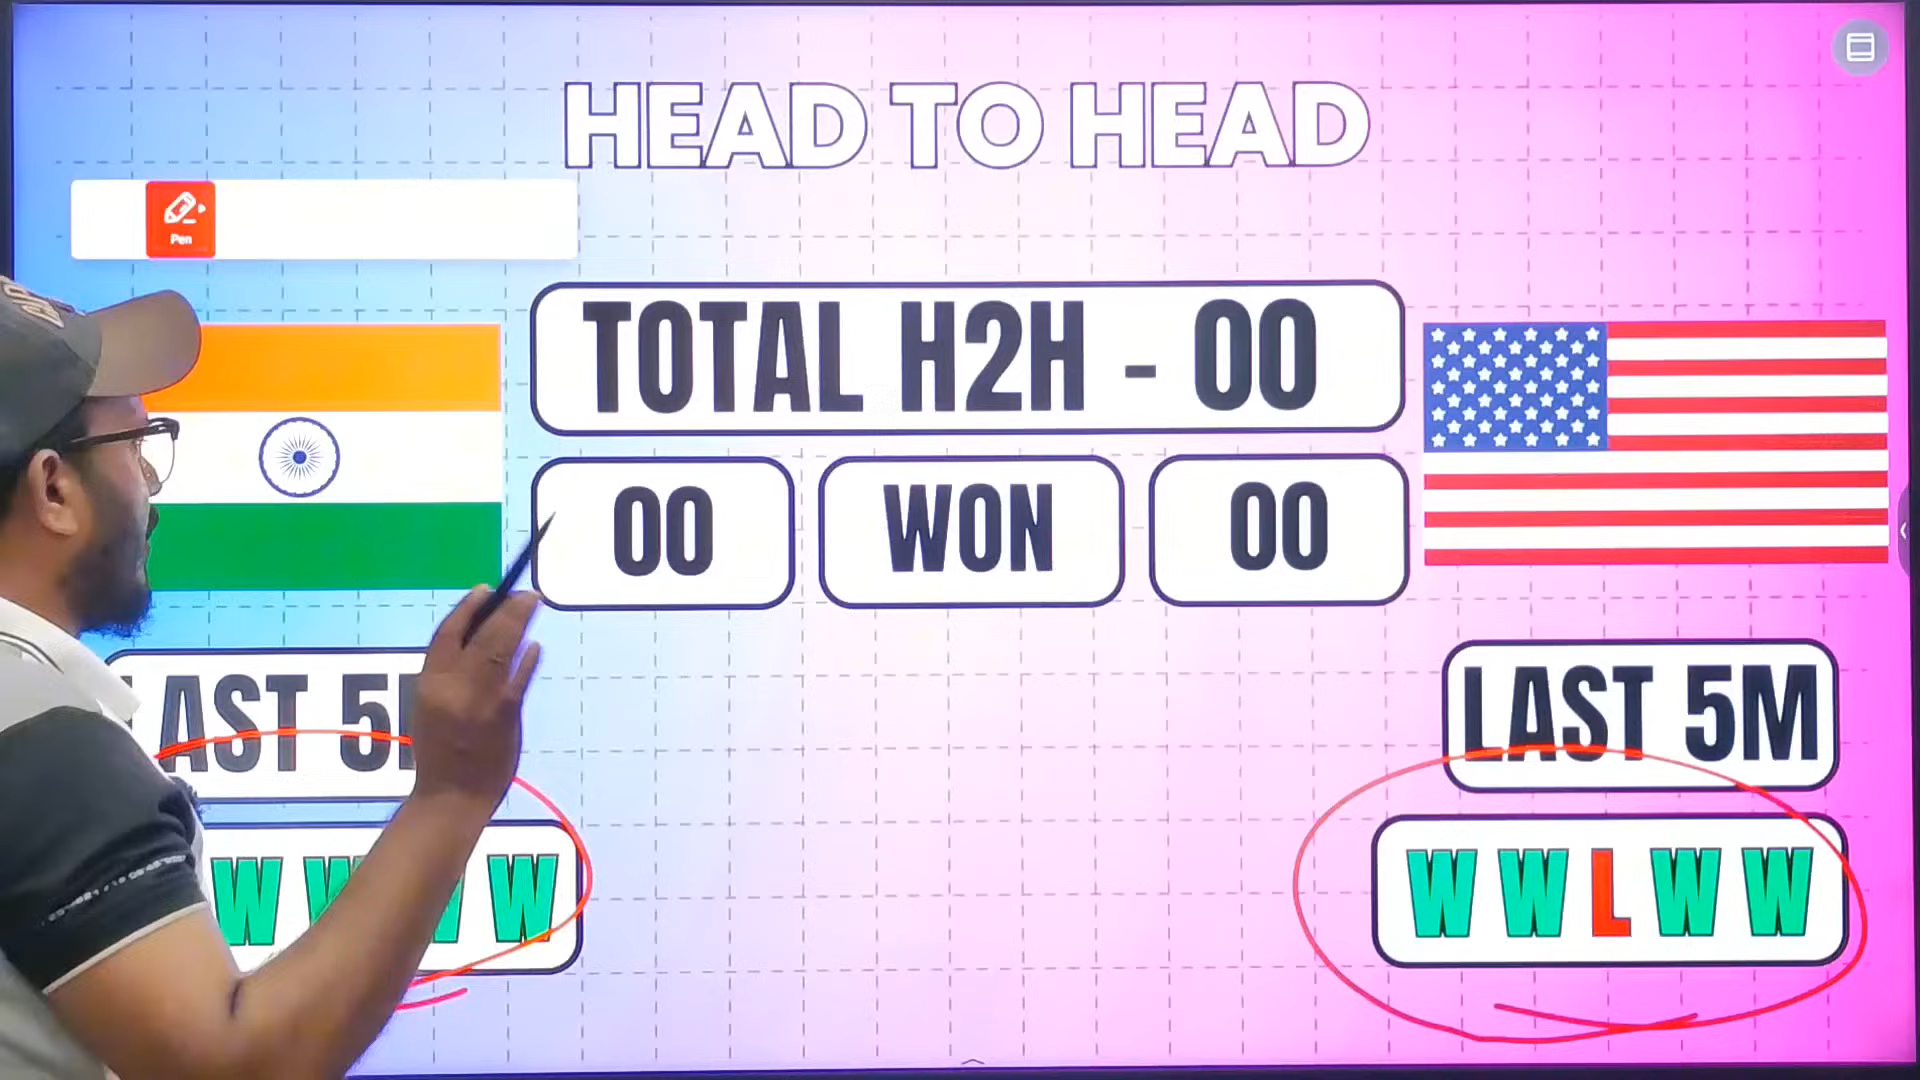 HEAD TO HEAD
Pen
TOTAL H2H - 00
00 WON 00
LAST 5M
W W L W W
W W